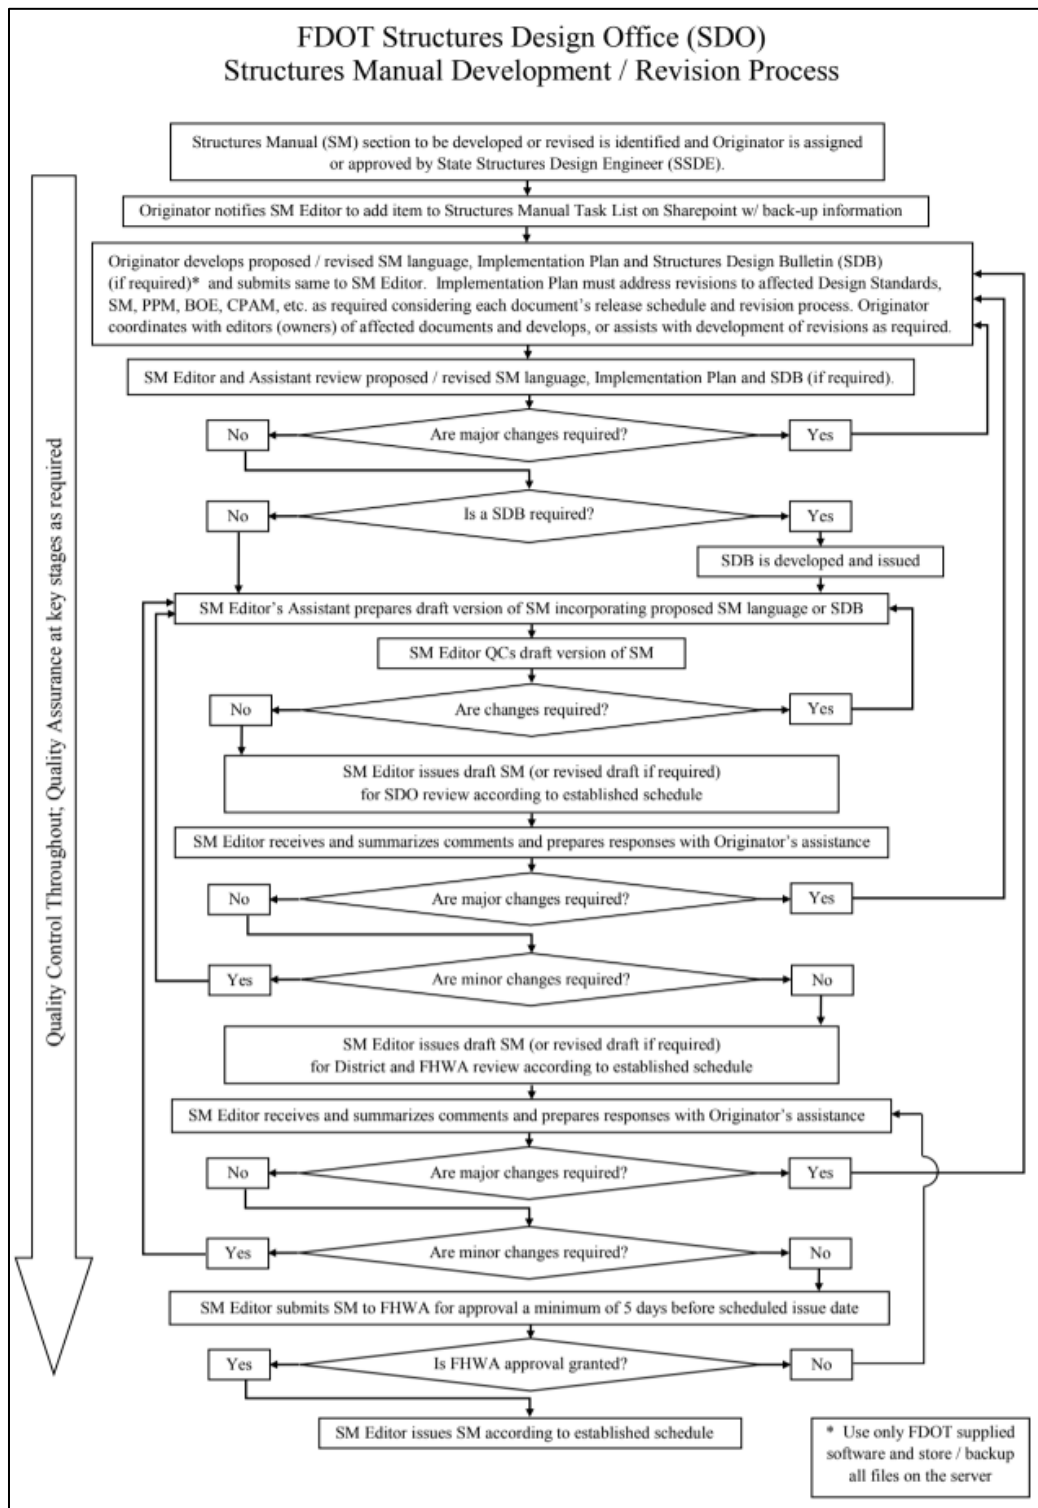 FDOT Structures Design Office (SDO)
Structures Manual Development / Revision Process
Structures Manual (SM) section to be developed or revised is identified and Originator is assigned
or approved by State Structures Design Engineer (SSDE).
Originator notifies SM Editor to add item to Structures Manual Task List on Sharepoint w/ back-up information
Originator develops proposed / revised SM language, Implementation Plan and Structures Design Bulletin (SDB)
(if required)* and submits same to SM Editor. Implementation Plan must address revisions to affected Design Standards,
SM, PPM, BOE, CPAM, etc. as required considering each document's release schedule and revision process. Originator
coordinates with editors (owners) of affected documents and develops, or assists with development of revisions as required.
SM Editor and Assistant review proposed / revised SM language, Implementation Plan and SDB (if required).
No
Are major changes required?
Yes
No
Is a SDB required?
Yes
SDB is developed and issued
SM Editor's Assistant prepares draft version of SM incorporating proposed SM language or SDB
SM Editor QCs draft version of SM
No
Are changes required?
Yes
SM Editor issues draft SM (or revised draft if required)
for SDO review according to established schedule
SM Editor receives and summarizes comments and prepares responses with Originator's assistance
No
Are major changes required?
Yes
Yes
Are minor changes required?
No
SM Editor issues draft SM (or revised draft if required)
for District and FHWA review according to established schedule
SM Editor receives and summarizes comments and prepares responses with Originator's assistance
No
Are major changes required?
Yes
Yes
Are minor changes required?
No
SM Editor submits SM to FHWA for approval a minimum of 5 days before scheduled issue date
Yes
Is FHWA approval granted?
No
SM Editor issues SM according to established schedule
* Use only FDOT supplied
software and store / backup
all files on the server
Quality Control Throughout; Quality Assurance at key stages as required